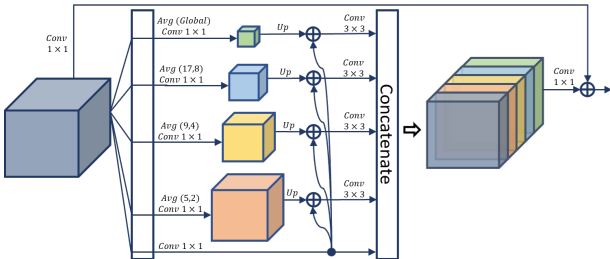 Conv
1 × 1
Avg (Global)
Conv 1 × 1
Up
Conv
3 × 3
Avg (17,8)
Conv 1 × 1
Up
Conv
3 × 3
Avg (9,4)
Conv 1 × 1
Up
Conv
3 × 3
Avg (5,2)
Conv 1 × 1
Up
Conv
3 × 3
Conv 1 × 1
Concatenate
Conv
1 × 1